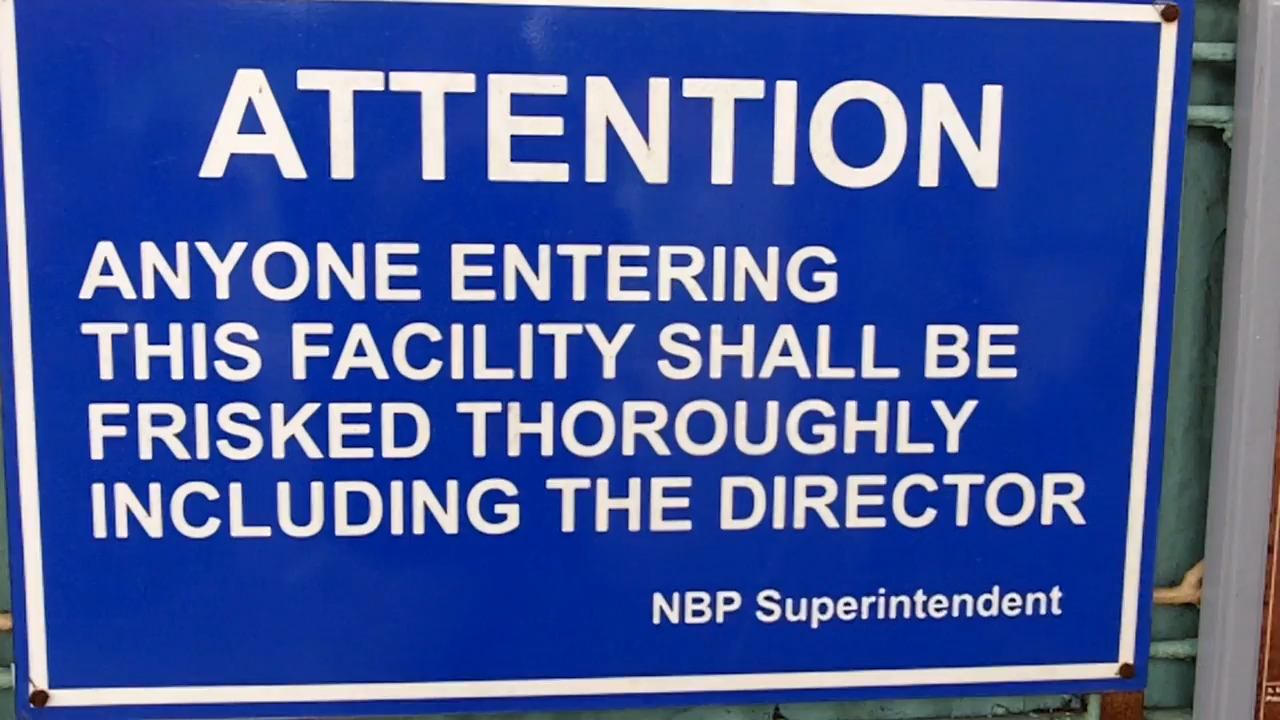 ATTENTION
ANYONE ENTERING
THIS FACILITY SHALL BE
FRISKED THOROUGHLY
INCLUDING THE DIRECTOR
NBP Superintendent